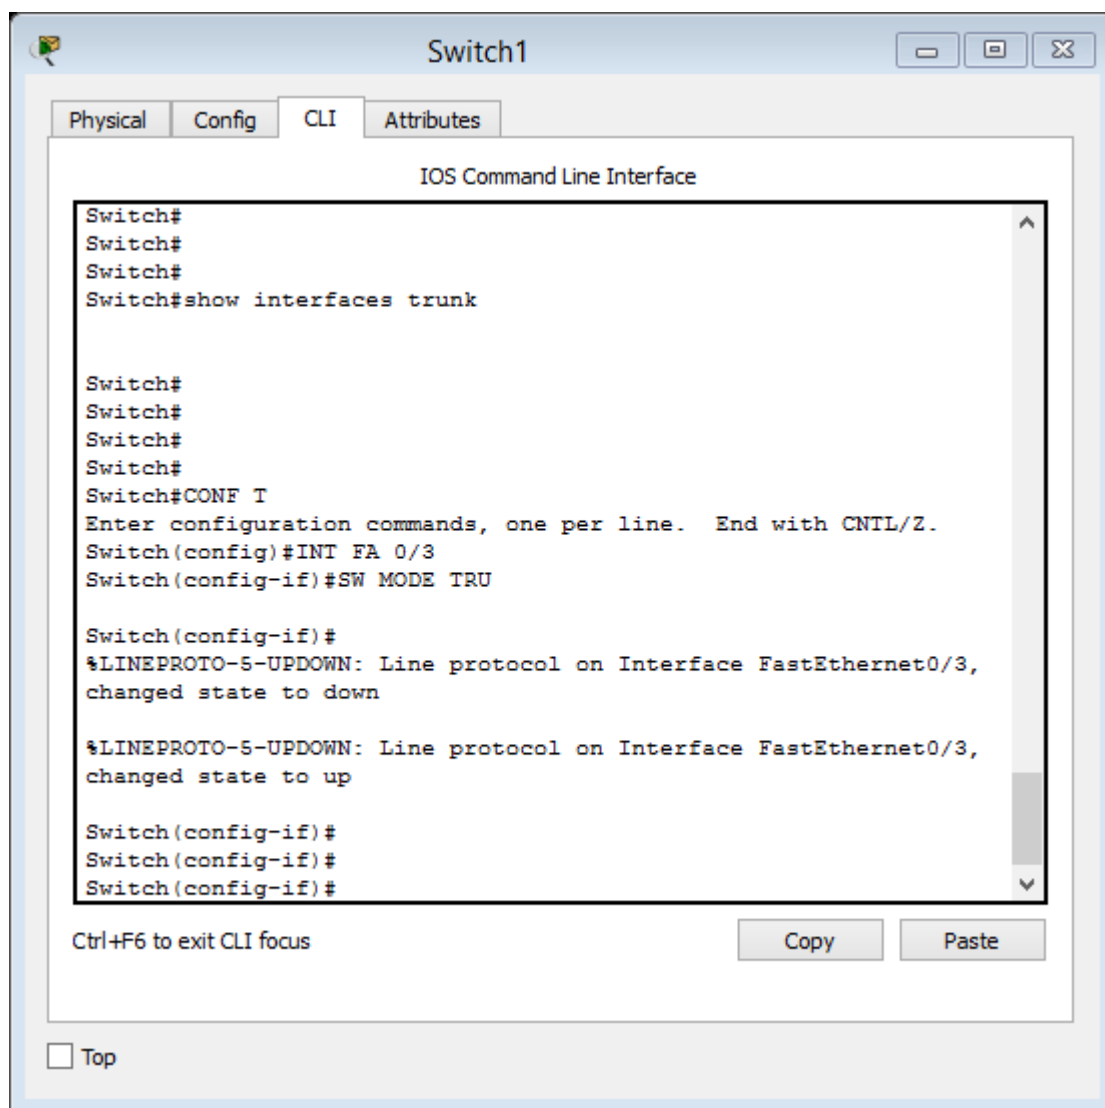 Switch1
Physical Config CLI Attributes
IOS Command Line Interface
Switch#
Switch#
Switch#
Switch#show interfaces trunk
Switch#
Switch#
Switch#
Switch#
Switch#CONF T
Enter configuration commands, one per line.  End with CNTL/Z.
Switch(config)#INT FA 0/3
Switch(config-if)#SW MODE TRU
Switch(config-if)#
%LINEPROTO-5-UPDOWN: Line protocol on Interface FastEthernet0/3,
changed state to down
%LINEPROTO-5-UPDOWN: Line protocol on Interface FastEthernet0/3,
changed state to up
Switch(config-if)#
Switch(config-if)#
Switch(config-if)#
Ctrl+F6 to exit CLI focus Copy Paste
Top